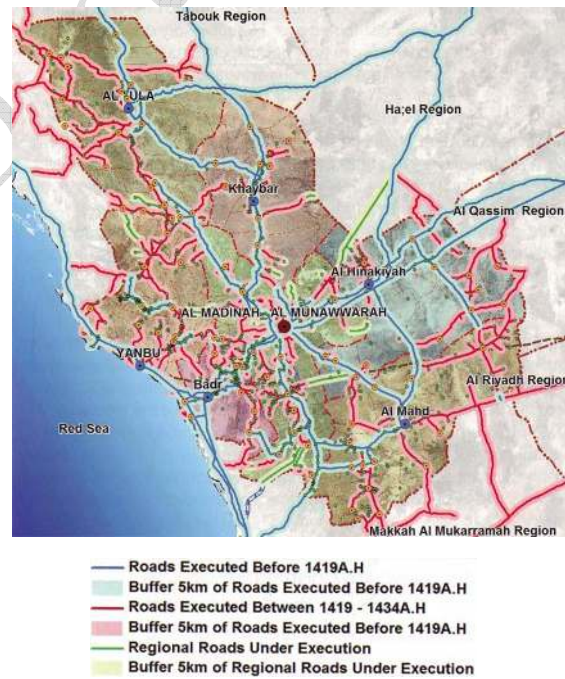 Tabouk Region
AL-ULA
Ha;el Region
Khaybar
Al Qassim Region
Al Hinakiyah
AL MADINAH AL MUNAWWARAH
YANBU
Badr
Al Riyadh Region
Al Mahd
Red Sea
Makkah Al Mukarramah Region
Roads Executed Before 1419A.H
Buffer 5km of Roads Executed Before 1419A.H
Roads Executed Between 1419 - 1434A.H
Buffer 5km of Roads Executed Before 1419A.H
Regional Roads Under Execution
Buffer 5km of Regional Roads Under Execution